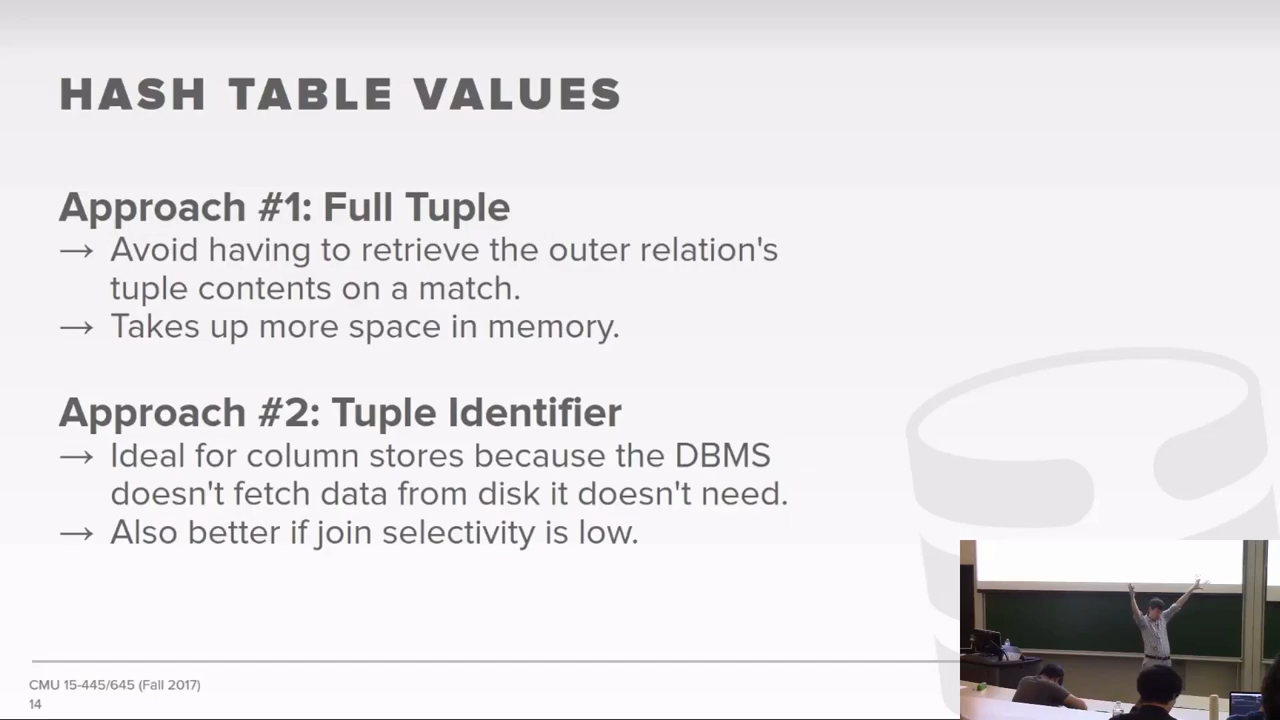 HASH TABLE VALUES
Approach #1: Full Tuple
→ Avoid having to retrieve the outer relation's
tuple contents on a match.
→ Takes up more space in memory.
Approach #2: Tuple Identifier
→ Ideal for column stores because the DBMS
doesn't fetch data from disk it doesn't need.
→ Also better if join selectivity is low.
CMU 15-445/645 (Fall 2017)
14